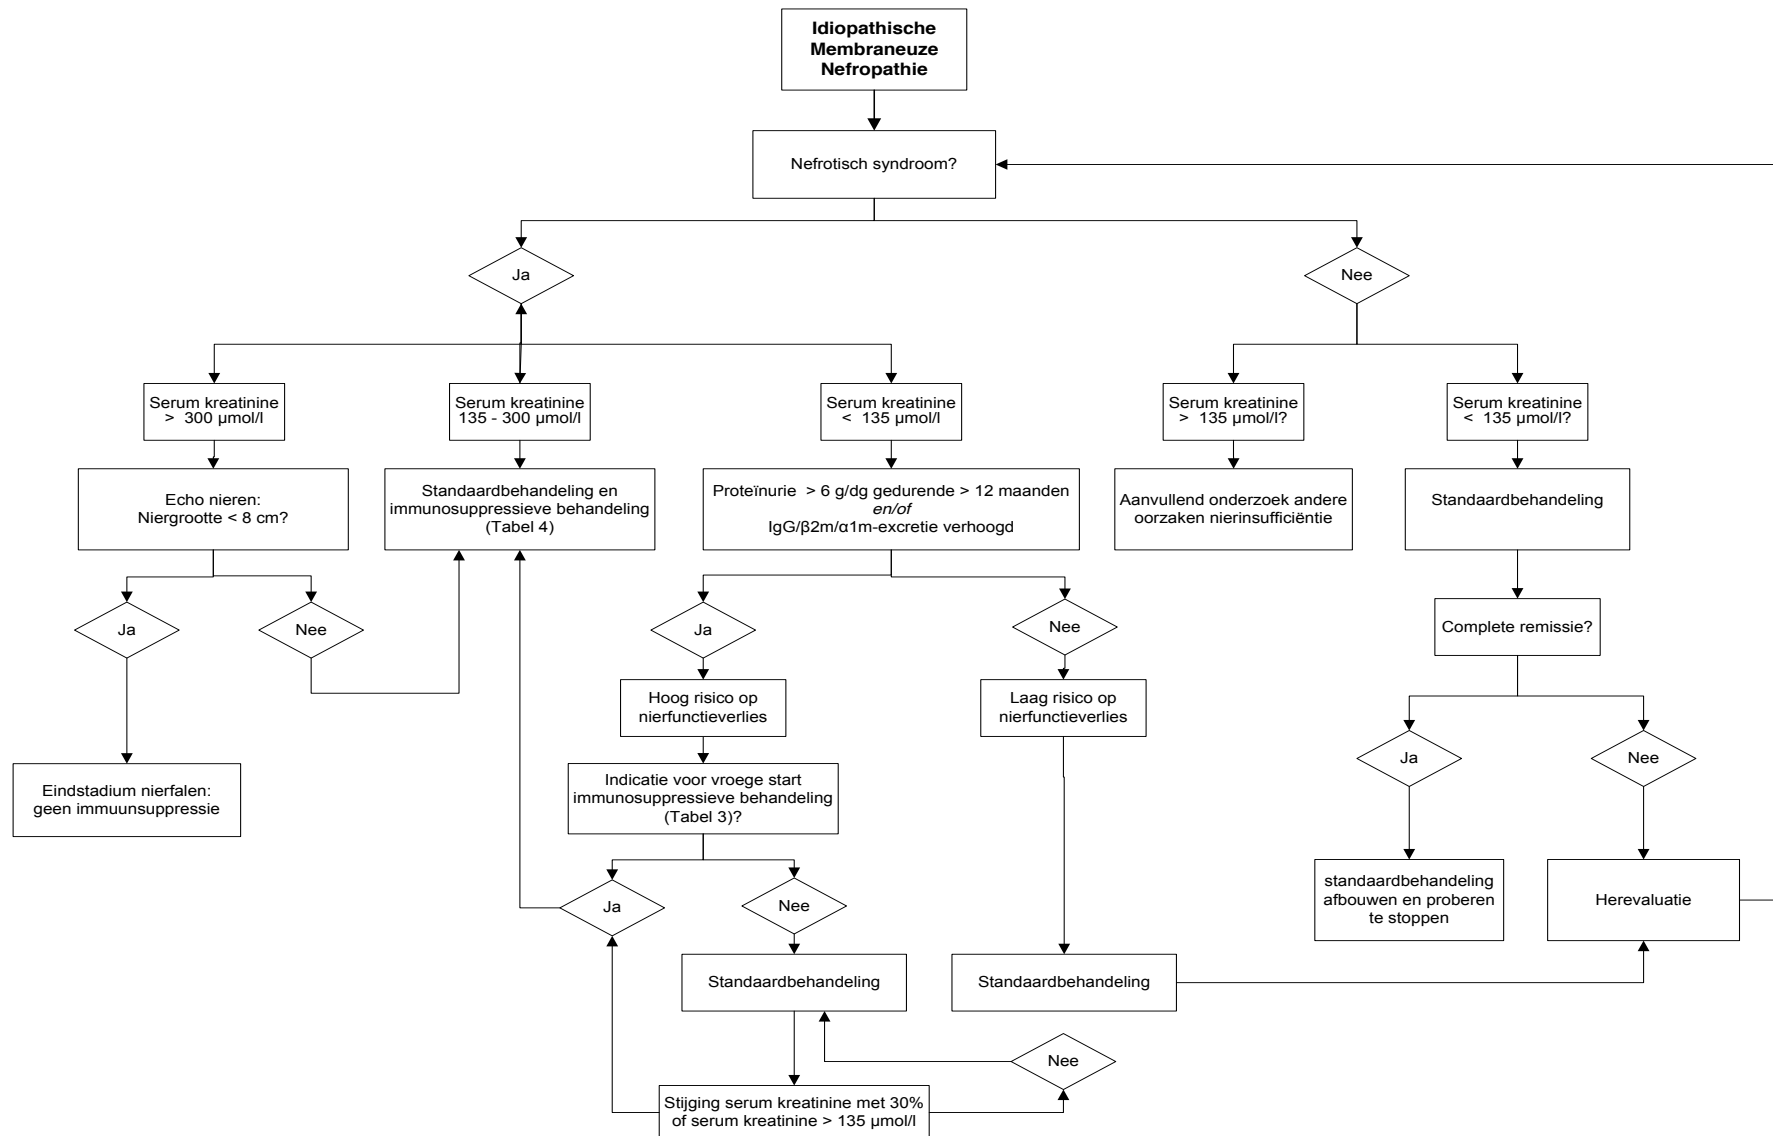 Idiopathische
Membraneuze
Nefropathie
Nefrotisch syndroom?
Ja
Nee
Serum kreatinine
> 300 µmol/l
Serum kreatinine
135 - 300 µmol/l
Serum kreatinine
< 135 µmol/l
Serum kreatinine
> 135 µmol/l?
Serum kreatinine
< 135 µmol/l?
Echo nieren:
Niergrootte < 8 cm?
Standaardbehandeling en
immunosuppressieve behandeling
(Tabel 4)
Proteïnurie > 6 g/dg gedurende > 12 maanden
en/of
IgG/β2m/α1m-excretie verhoogd
Aanvullend onderzoek andere
oorzaken nierinsufficiëntie
Standaardbehandeling
Ja
Nee
Ja
Nee
Complete remissie?
Hoog risico op
nierfunctieverlies
Laag risico op
nierfunctieverlies
Ja
Nee
Eindstadium nierfalen:
geen immuunsuppressie
Indicatie voor vroege start
immunosuppressieve behandeling
(Tabel 3)?
Ja
Nee
standaardbehandeling
afbouwen en proberen
te stoppen
Herevaluatie
Standaardbehandeling
Standaardbehandeling
Nee
Stijging serum kreatinine met 30%
of serum kreatinine > 135 µmol/l